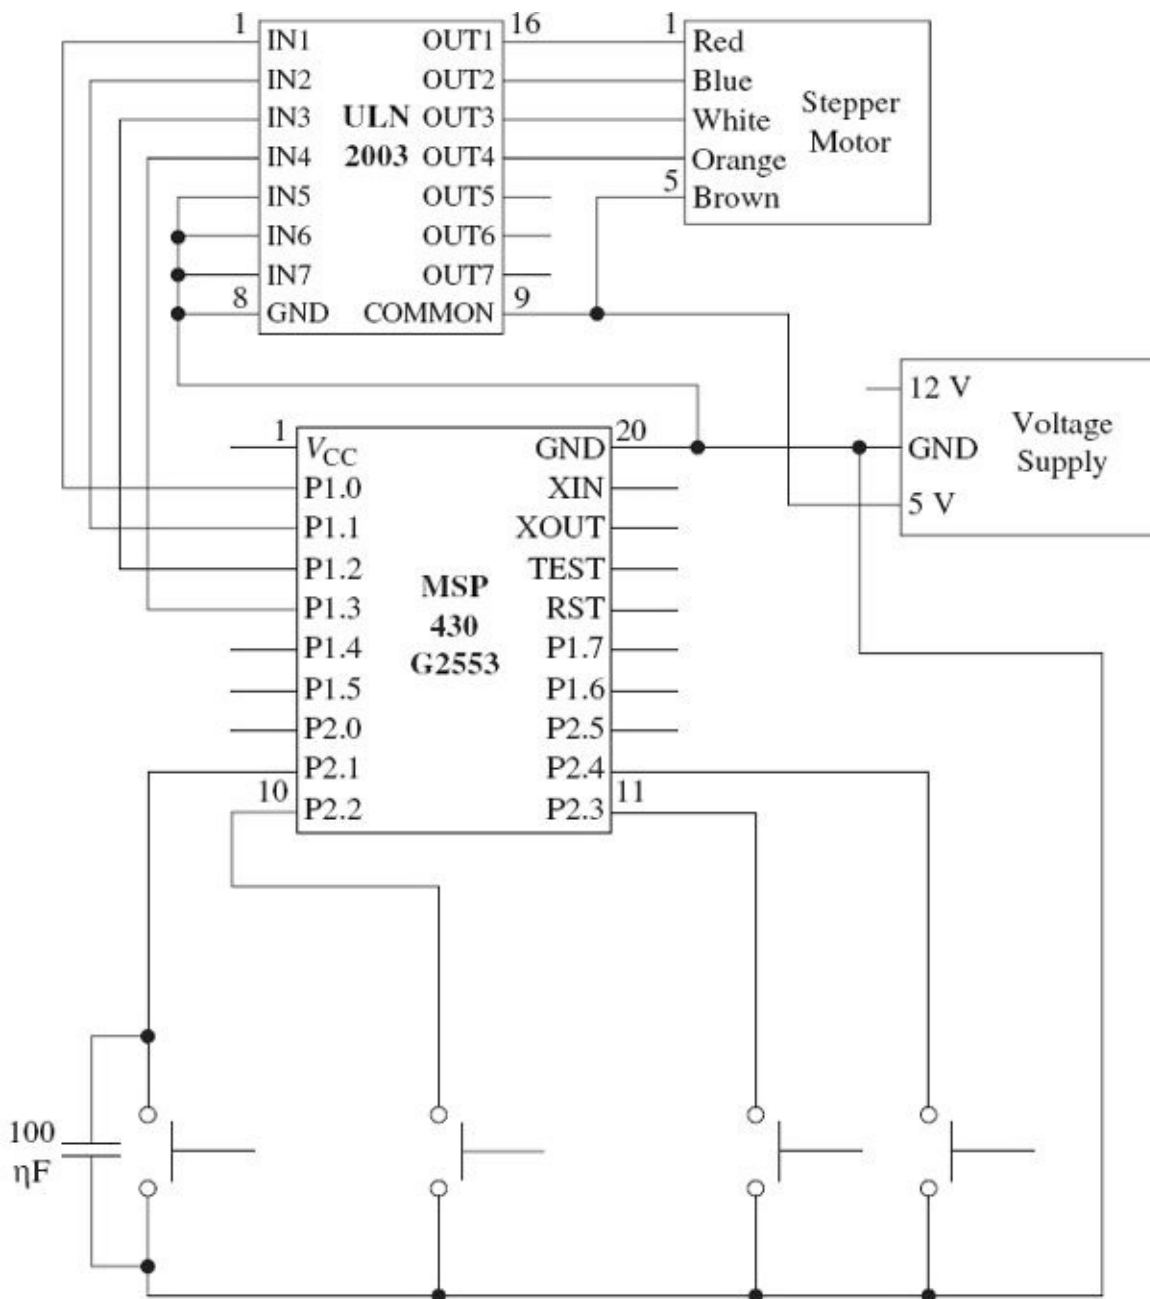 1
IN1
IN2
IN3
IN4
IN5
IN6
IN7
8
GND
ULN
2003
16
OUT1
OUT2
OUT3
OUT4
OUT5
OUT6
OUT7
COMMON
9
1
Red
Blue
White
Orange
5
Brown
Stepper
Motor
12 V
GND
5 V
Voltage
Supply
1
VCC
P1.0
P1.1
P1.2
P1.3
P1.4
P1.5
P2.0
P2.1
10
P2.2
MSP
430
G2553
20
GND
XIN
XOUT
TEST
RST
P1.7
P1.6
P2.5
P2.4
11
P2.3
100
ηF